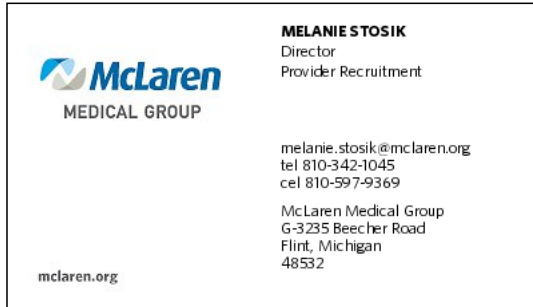 McLaren
MEDICAL GROUP
mclaren.org
MELANIE STOSIK
Director
Provider Recruitment
melanie.stosik@mclaren.org
tel 810-342-1045
cel 810-597-9369
McLaren Medical Group
G-3235 Beecher Road
Flint, Michigan
48532